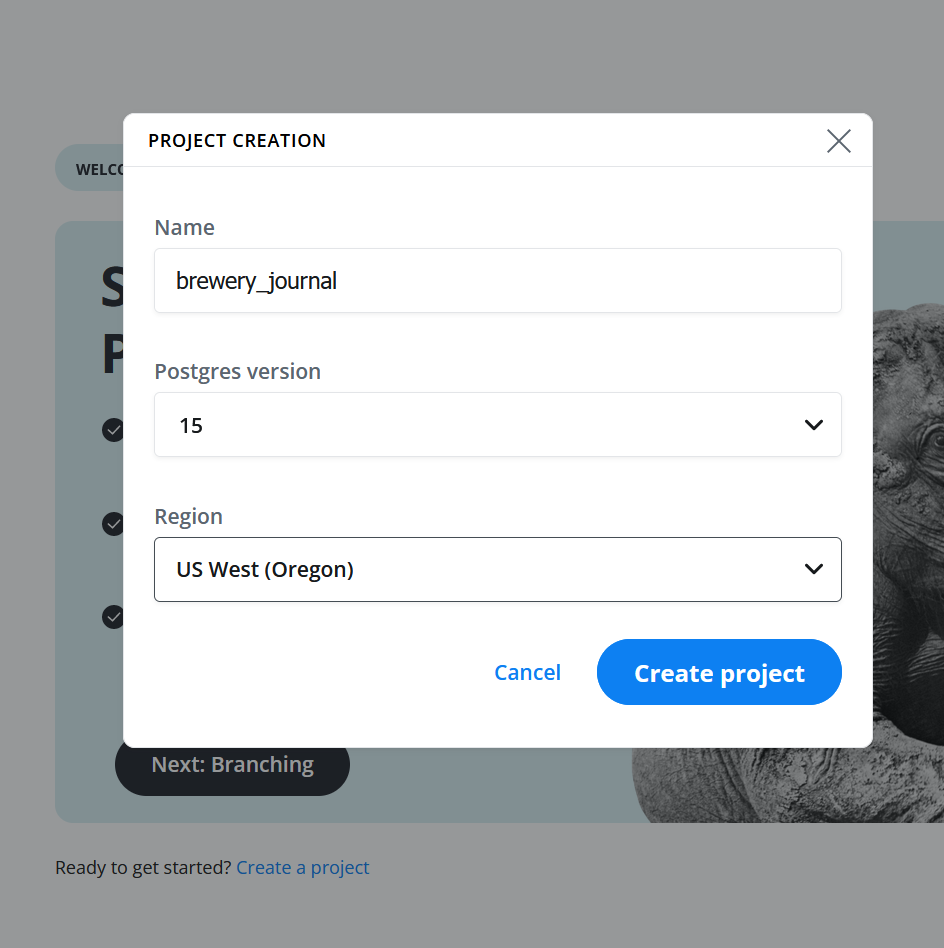 PROJECT CREATION
WELCO
Name
brewery_journal
Postgres version
15
Region
US West (Oregon)
Cancel
Create project
Next: Branching
Ready to get started? Create a project